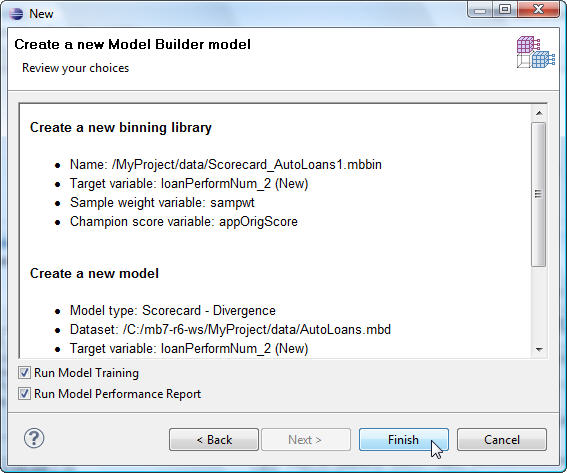 New
Create a new Model Builder model
Review your choices
Create a new binning library
• Name: /MyProject/data/Scorecard_AutoLoans1.mbbin
• Target variable: loanPerformNum_2 (New)
• Sample weight variable: sampwt
• Champion score variable: appOrigScore
Create a new model
• Model type: Scorecard - Divergence
• Dataset: /C:/mb7-r6-ws/MyProject/data/AutoLoans.mbd
• Target variable: loanPerformNum_2 (New)
Run Model Training
Run Model Performance Report
? < Back Next > Finish Cancel